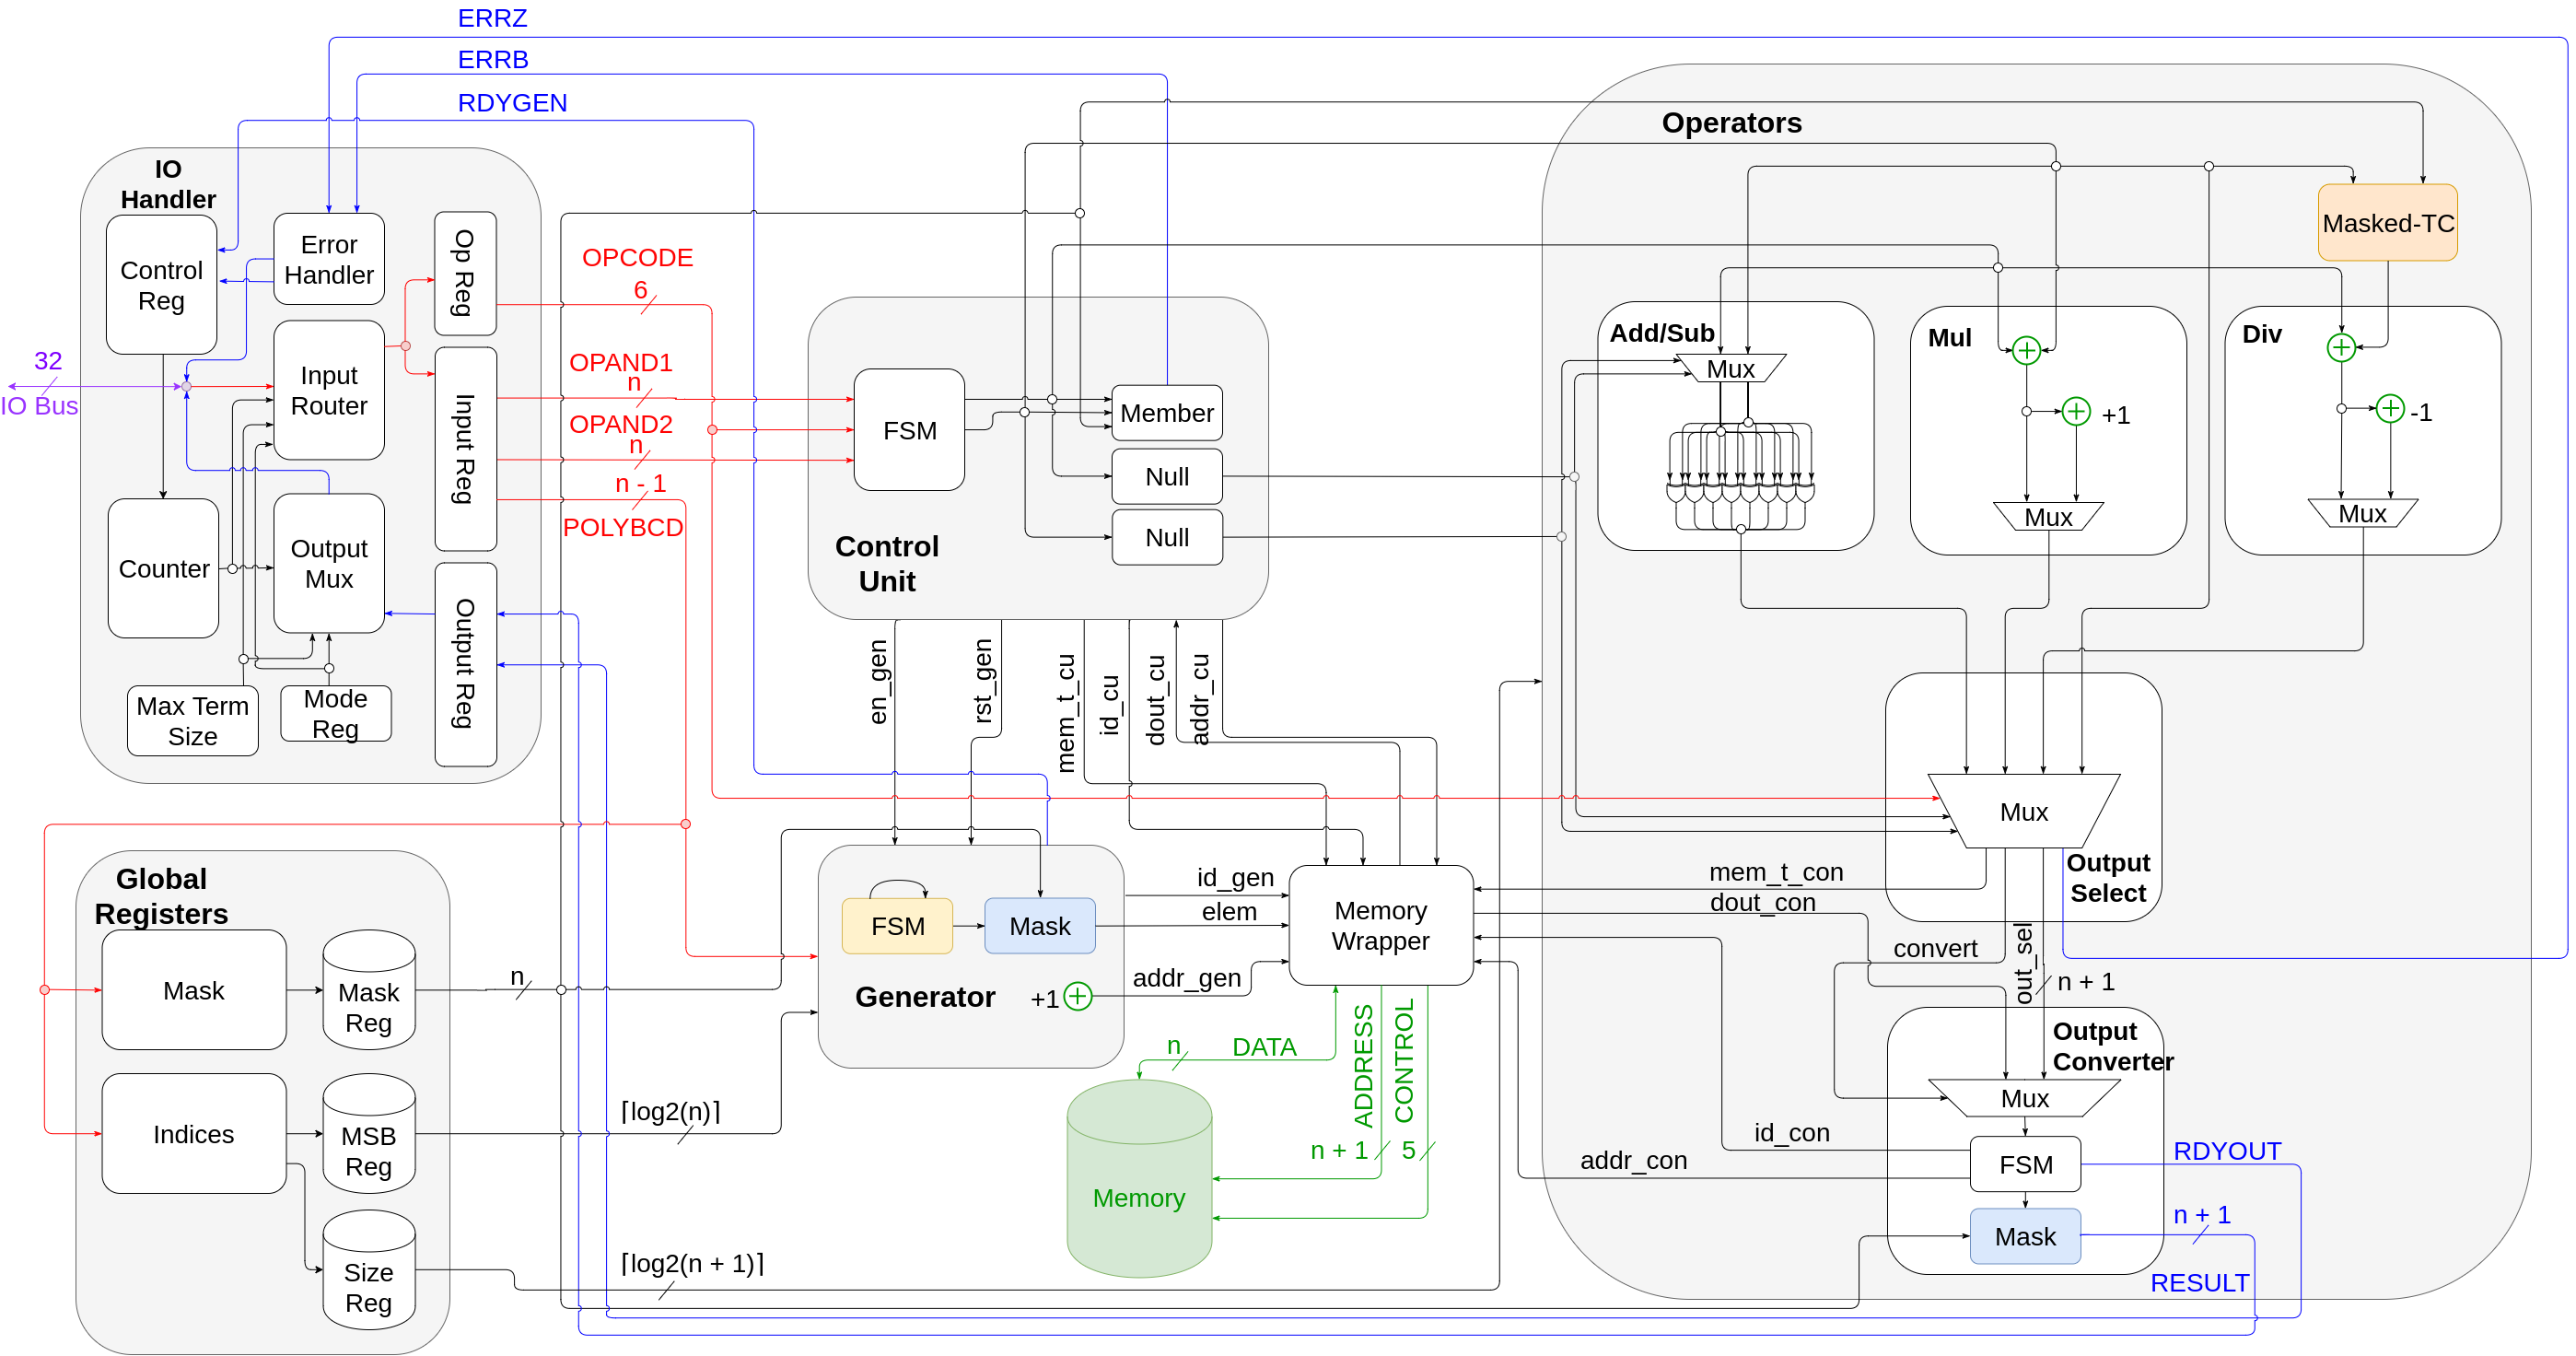 ERRZ
ERRB
RDYGEN
Operators
IO
Handler
Control
Reg
Error
Handler
Op Reg
Input
Router
Input Reg
32
IO Bus
Counter
Output
Mux
Output Reg
Max Term
Size
Mode
Reg
OPCODE
6
OPAND1
n
OPAND2
n
n - 1
POLYBCD
FSM
Member
Null
Null
Control
Unit
Masked-TC
Add/Sub
Mux
Mul
+1
Mux
Div
-1
Mux
en_gen
rst_gen
mem_t_cu
id_cu
dout_cu
addr_cu
Mux
Output
Select
Global
Registers
Mask
Mask
Reg
Indices
MSB
Reg
Size
Reg
n
⌈log2(n)⌉
⌈log2(n + 1)⌉
FSM
Mask
Generator
+1
id_gen
elem
addr_gen
Memory
Wrapper
n
DATA
ADDRESS
CONTROL
n + 1
5
Memory
mem_t_con
dout_con
convert
out_sel
n + 1
id_con
addr_con
Output
Converter
Mux
FSM
Mask
RDYOUT
n + 1
RESULT